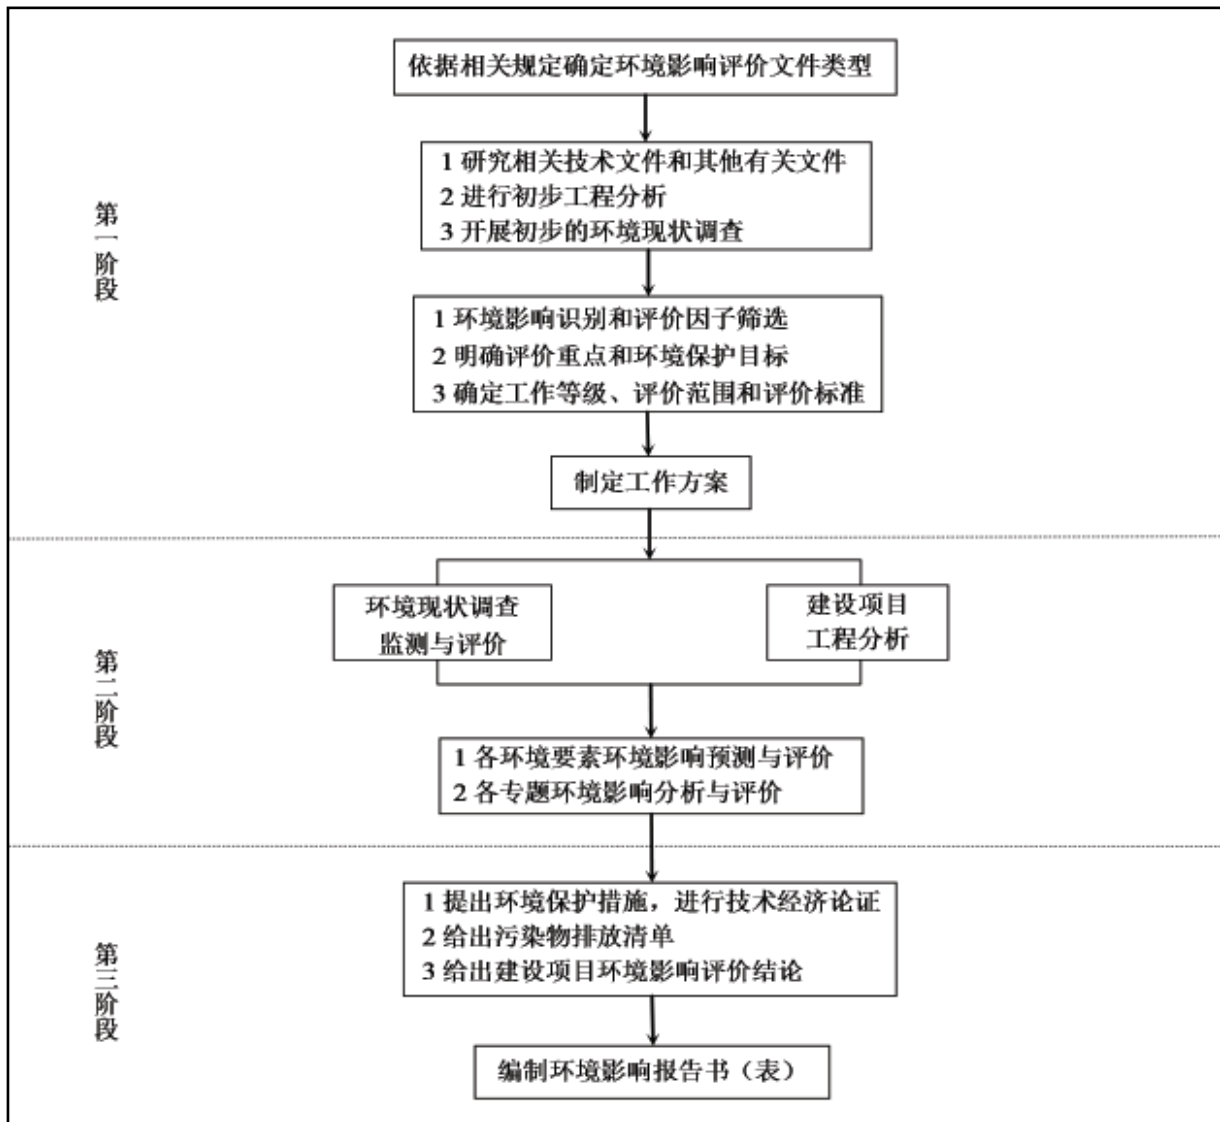 依据相关规定确定环境影响评价文件类型
1 研究相关技术文件和其他有关文件
2 进行初步工程分析
3 开展初步的环境现状调查
第一阶段
1 环境影响识别和评价因子筛选
2 明确评价重点和环境保护目标
3 确定工作等级、评价范围和评价标准
制定工作方案
环境现状调查
监测与评价
建设项目
工程分析
第二阶段
1 各环境要素环境影响预测与评价
2 各专题环境影响分析与评价
1 提出环境保护措施，进行技术经济论证
2 给出污染物排放清单
3 给出建设项目环境影响评价结论
第三阶段
编制环境影响报告书（表）